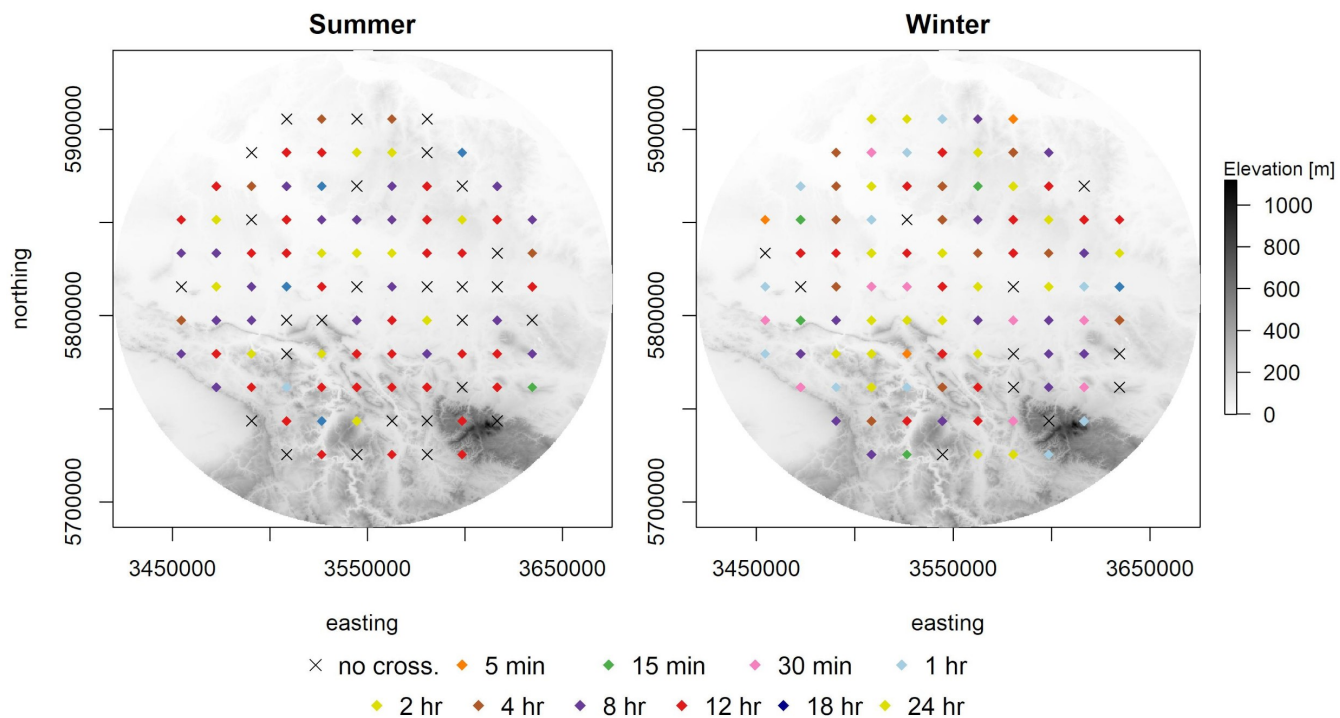 Summer
Winter
northing
5900000
5800000
5700000
5900000
5800000
5700000
Elevation [m]
1000
800
600
400
200
0
3450000 3550000 3650000
3450000 3550000 3650000
easting
easting
no cross. 5 min 15 min 30 min 1 hr
2 hr 4 hr 8 hr 12 hr 18 hr 24 hr